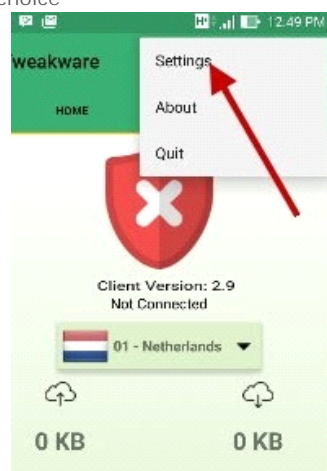 choice
12:49 PM
weakware
Settings
HOME
About
Quit
Client Version: 2.9
Not Connected
01 - Netherlands
0 KB
0 KB